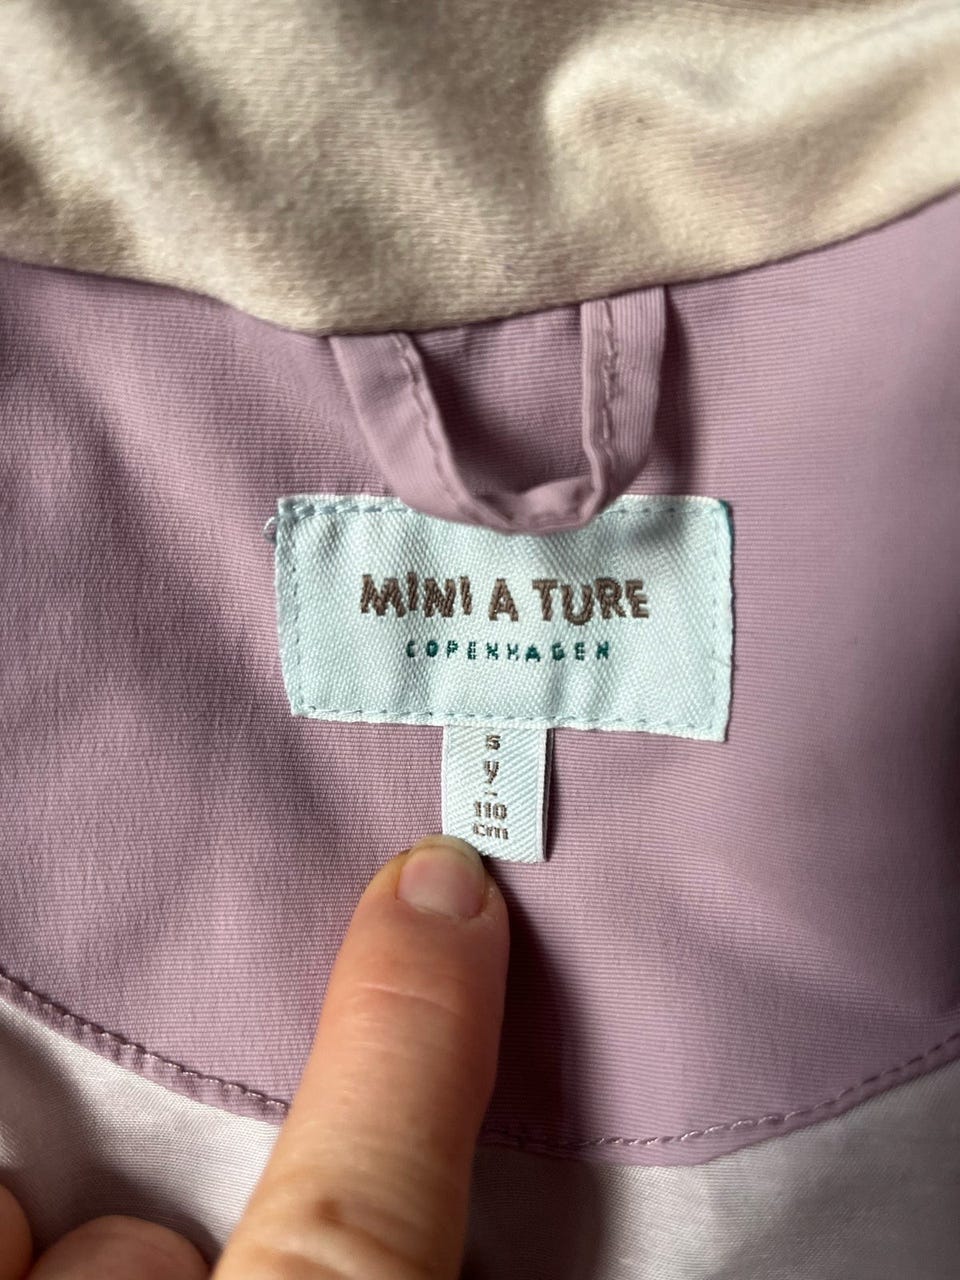 MINI A TURE
COPENHAGEN
5
y
-
110
cm